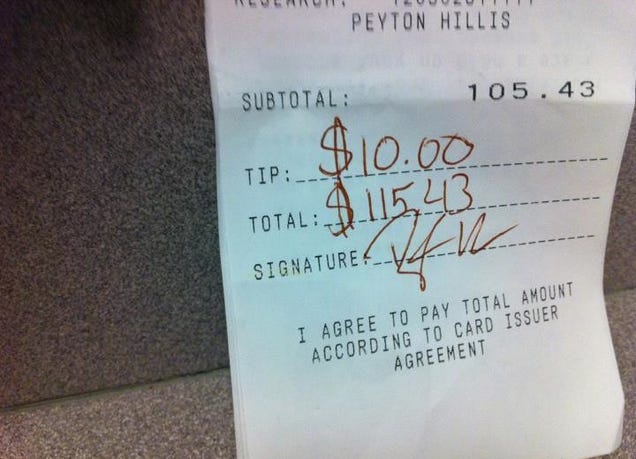 PEYTON HILLIS
SUBTOTAL: 105.43
TIP: $10.00
TOTAL: $115.43
SIGNATURE:
I AGREE TO PAY TOTAL AMOUNT
ACCORDING TO CARD ISSUER
AGREEMENT